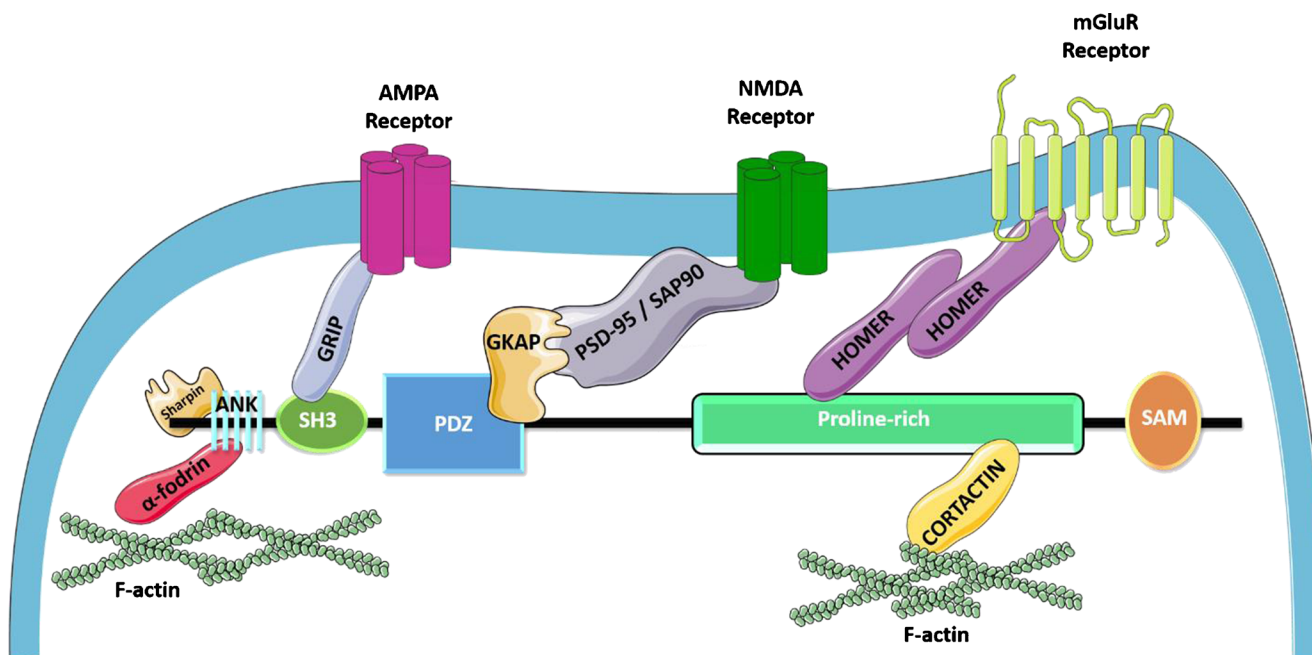 mGluR
Receptor
AMPA
Receptor
NMDA
Receptor
GRIP
GKAP
PSD-95 / SAP90
HOMER
HOMER
Sharpin
ANK
SH3
PDZ
Proline-rich
SAM
α-fodrin
CORTACTIN
F-actin
F-actin